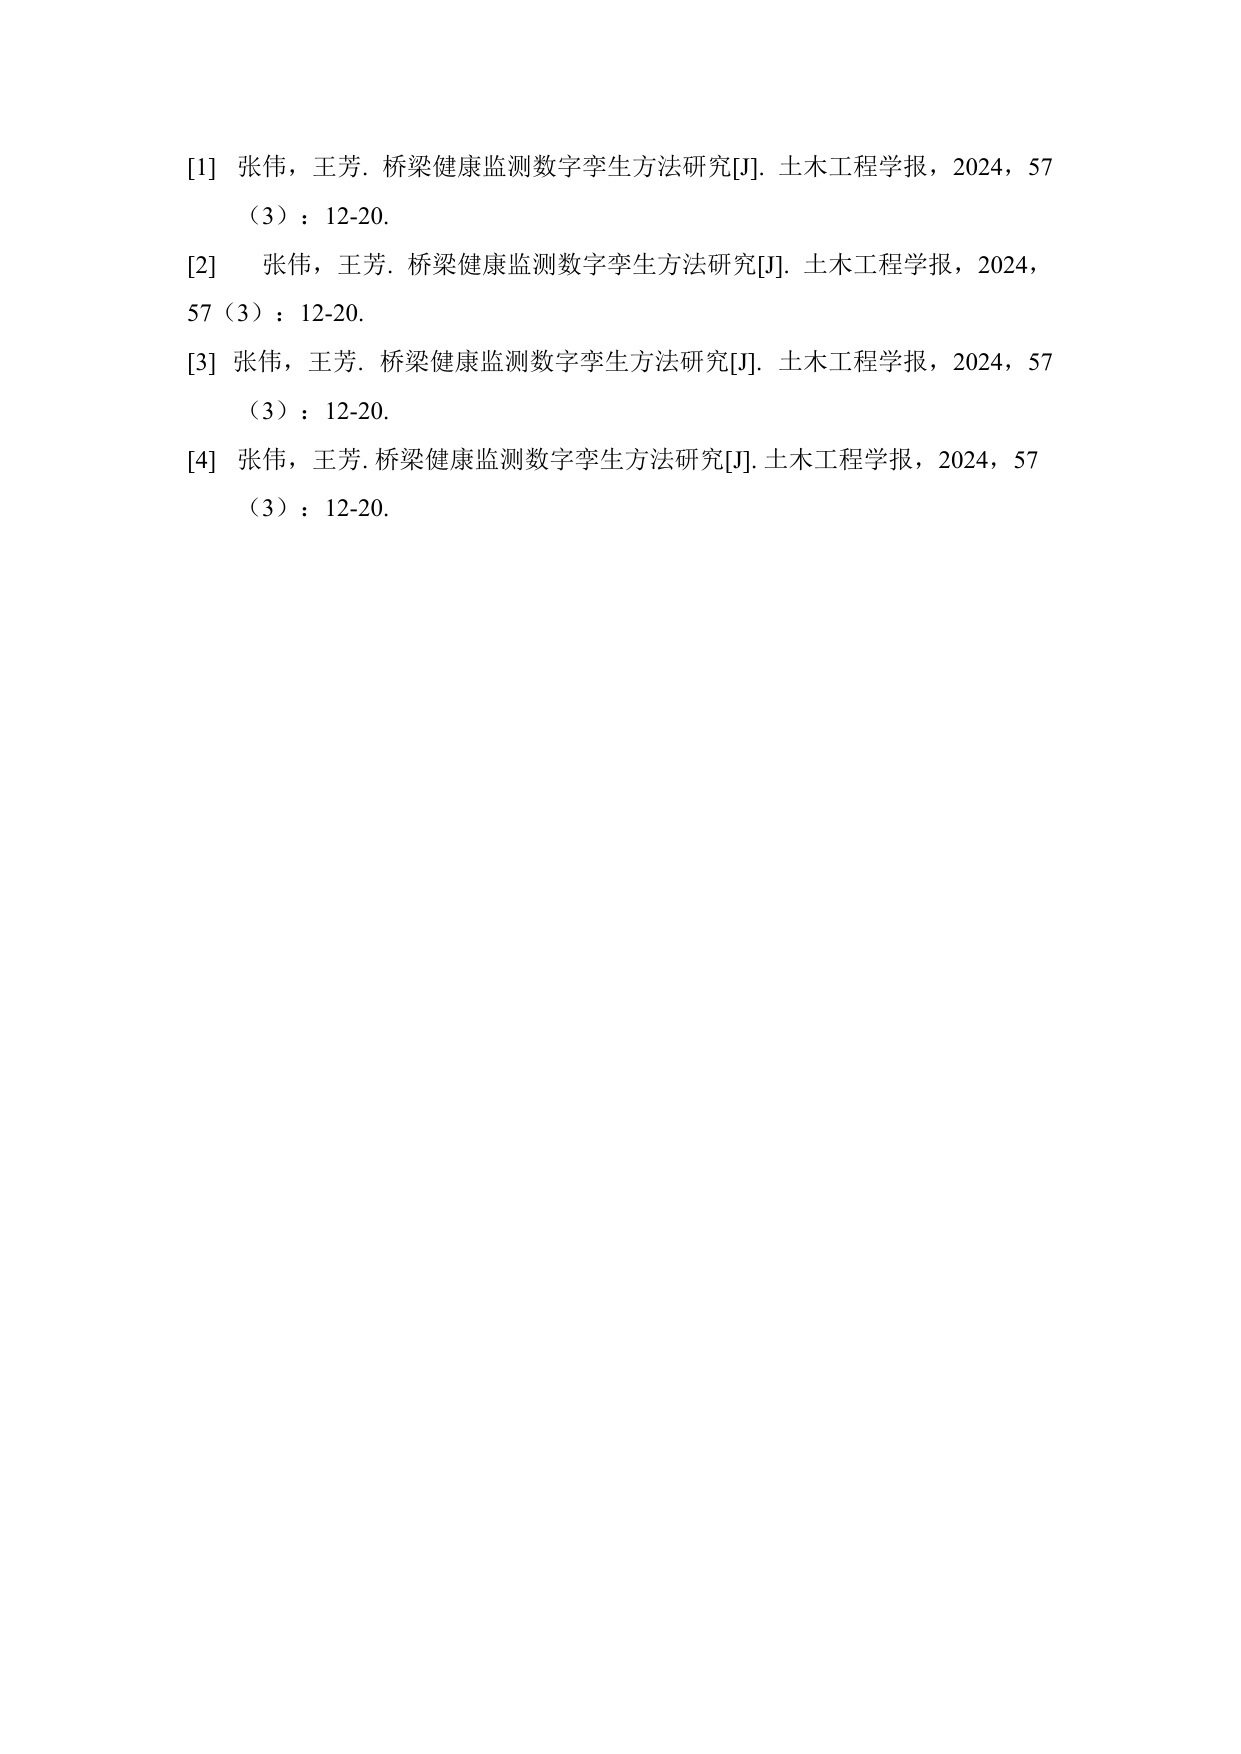 [1] 张伟，王芳. 桥梁健康监测数字孪生方法研究[J]. 土木工程学报，2024，57
（3）：12-20.
[2] 张伟，王芳. 桥梁健康监测数字孪生方法研究[J]. 土木工程学报，2024，
57（3）：12-20.
[3] 张伟，王芳. 桥梁健康监测数字孪生方法研究[J]. 土木工程学报，2024，57
（3）：12-20.
[4] 张伟，王芳. 桥梁健康监测数字孪生方法研究[J]. 土木工程学报，2024，57
（3）：12-20.